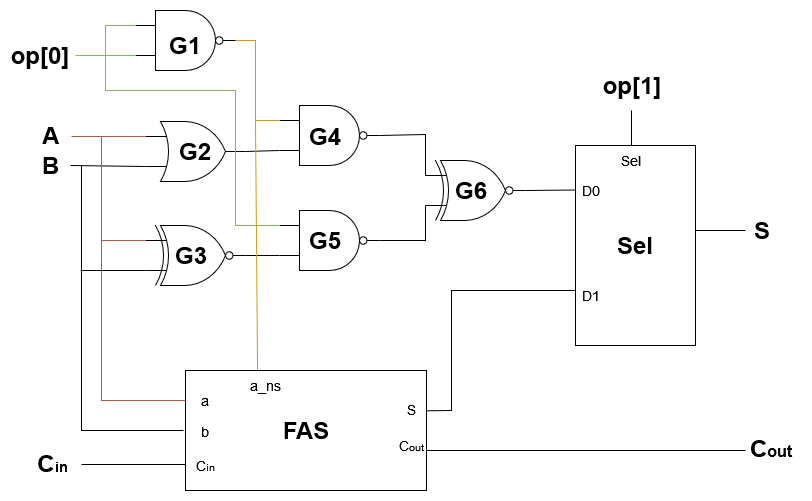 G1
op[0]
op[1]
A
G2
G4
B
Sel
G6
D0
G5
G3
Sel
S
D1
a_ns
a
S
FAS
b
Cout
Cout
Cin
Cin